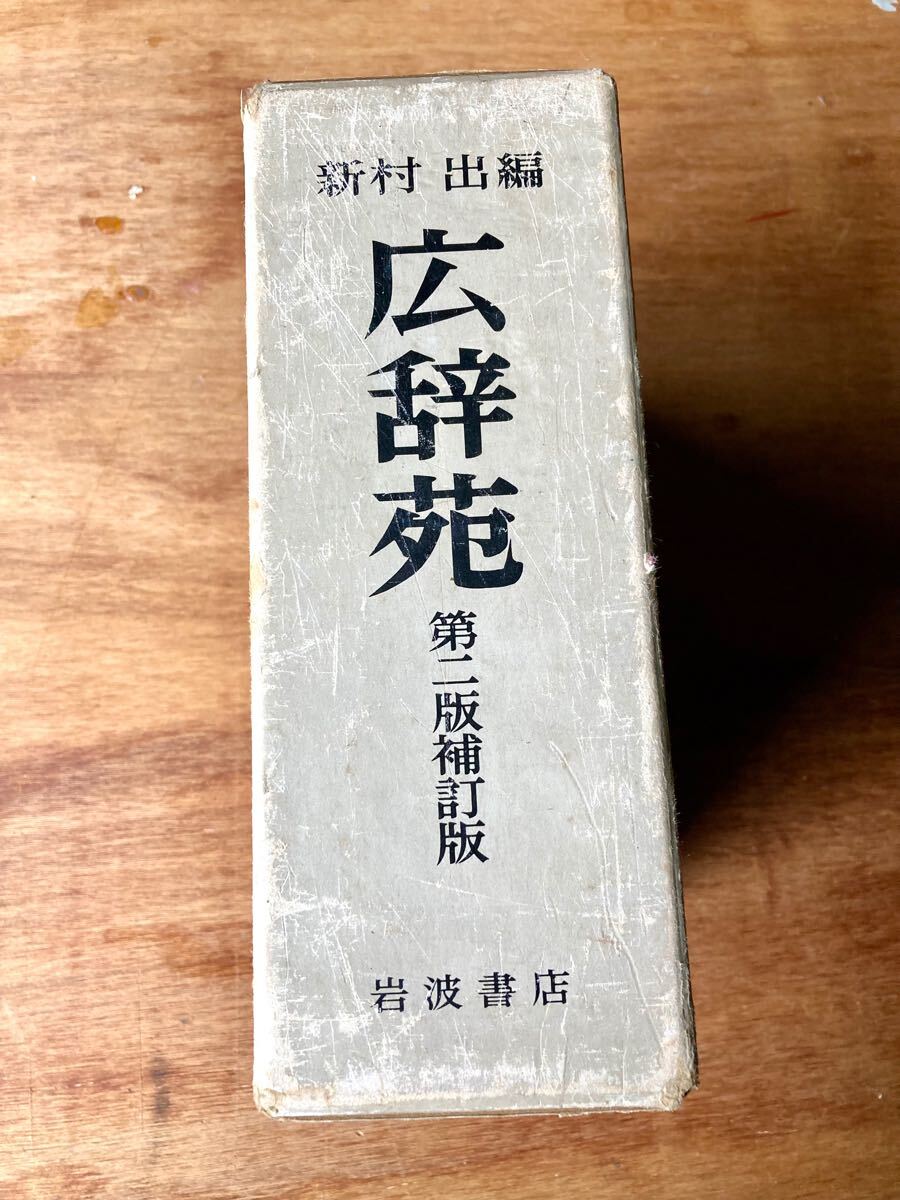 新村 出編
広辞苑
第二版補訂版
岩波書店